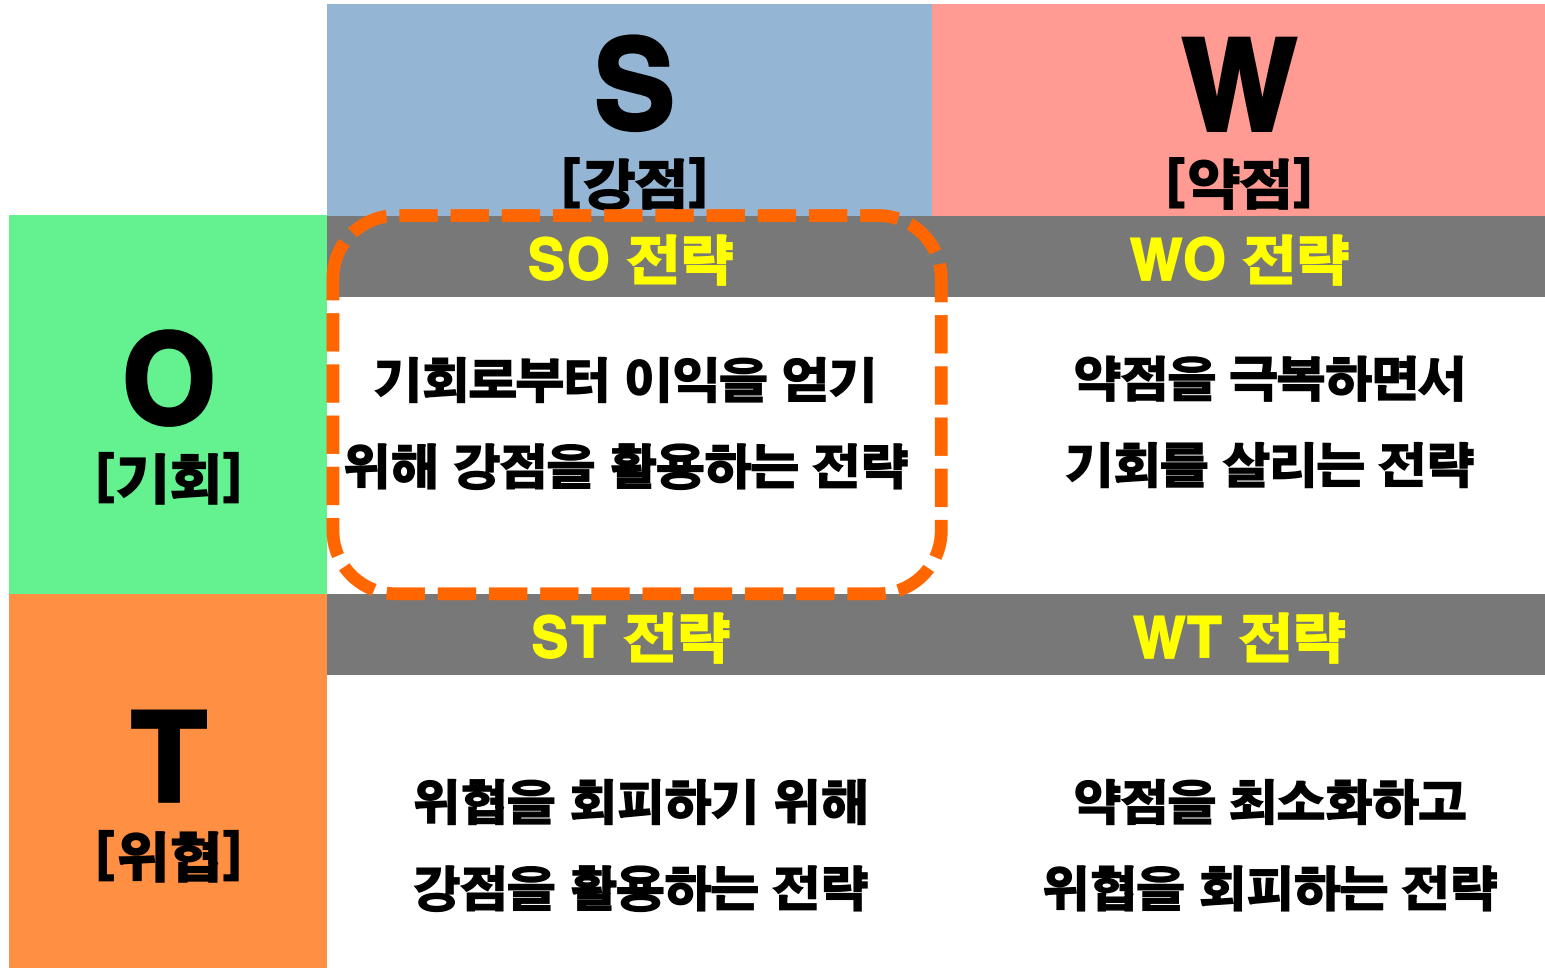 S
[강점]
W
[약점]
O
[기회]
SO 전략
기회로부터 이익을 얻기
위해 강점을 활용하는 전략
WO 전략
약점을 극복하면서
기회를 살리는 전략
T
[위협]
ST 전략
위협을 회피하기 위해
강점을 활용하는 전략
WT 전략
약점을 최소화하고
위협을 회피하는 전략